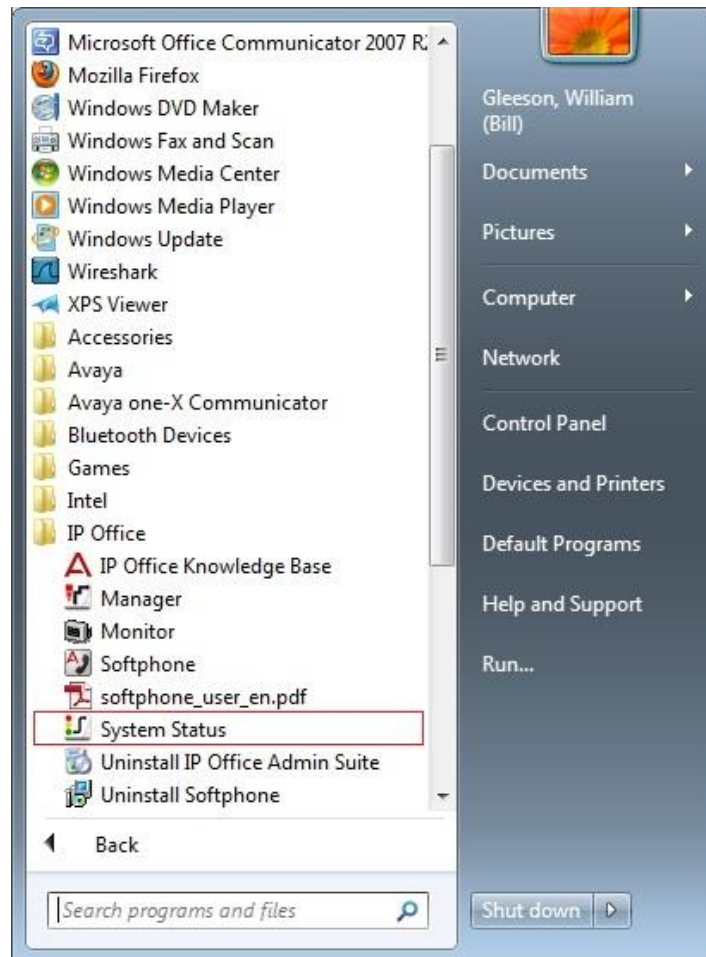 Microsoft Office Communicator 2007 R2
Mozilla Firefox
Windows DVD Maker
Windows Fax and Scan
Windows Media Center
Windows Media Player
Windows Update
Wireshark
XPS Viewer
Accessories
Avaya
Avaya one-X Communicator
Bluetooth Devices
Games
Intel
IP Office
IP Office Knowledge Base
Manager
Monitor
Softphone
softphone_user_en.pdf
System Status
Uninstall IP Office Admin Suite
Uninstall Softphone
Back
Search programs and files
Gleeson, William
(Bill)
Documents
Pictures
Computer
Network
Control Panel
Devices and Printers
Default Programs
Help and Support
Run...
Shut down